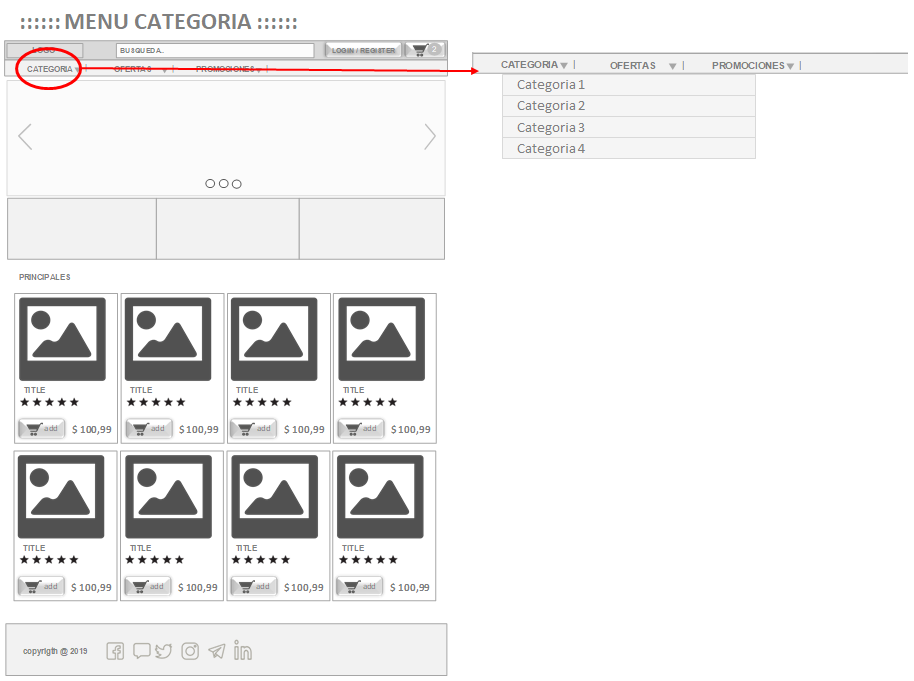 :::::: MENU CATEGORIA ::::::
LOGO BUSQUEDA.. LOGIN / REGIITER 2
CATEGORIA | OFERTAS | PROMOCIONES |
CATEGORIA | OFERTAS | PROMOCIONES |
Categoria 1
Categoria 2
Categoria 3
Categoria 4
PRINCIPALES
TITLE TITLE TITLE TITLE
add $ 100,99 add $ 100,99 add $ 100,99 add $ 100,99
TITLE TITLE TITLE TITLE
add $ 100,99 add $ 100,99 add $ 100,99 add $ 100,99
copyrigth @ 2019